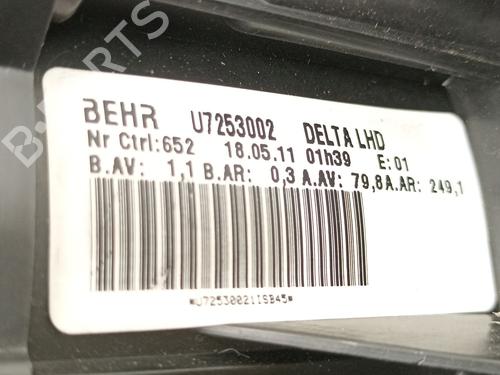 B-PARTS
BEHR U7253002 DELTA LHD
Nr Ctrl:652 18.05.11 01h39 E:01
B.AV: 1,1 B.AR: 0,3 A.AV: 79,8 A.AR: 249,1
*U7253002IISB45*